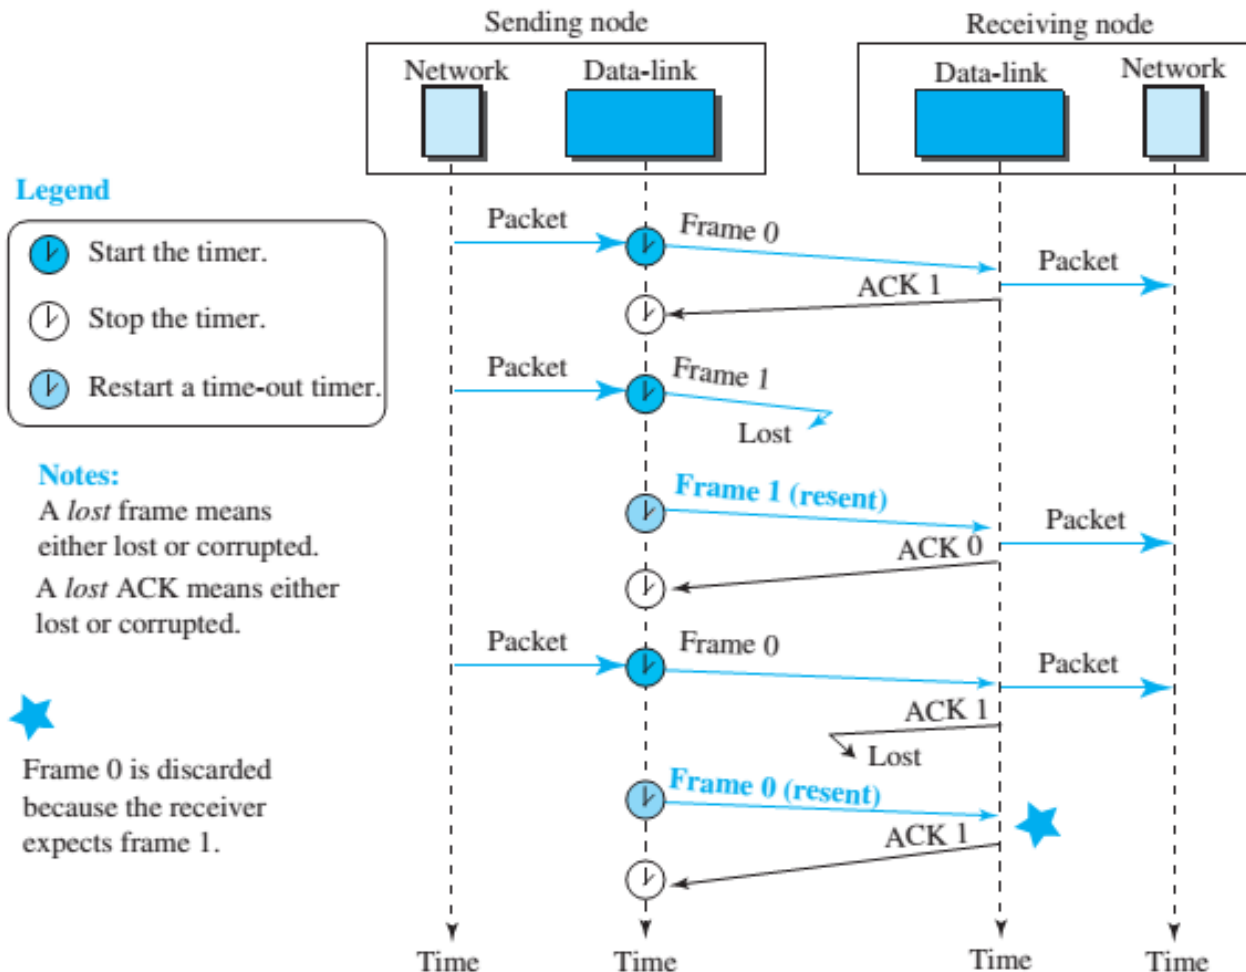 Sending node
Receiving node
Network
Data-link
Data-link
Network
Legend
Start the timer.
Stop the timer.
Restart a time-out timer.
Packet
Frame 0
Packet
ACK 1
Packet
Frame 1
Lost
Notes:
A lost frame means
either lost or corrupted.
A lost ACK means either
lost or corrupted.
Frame 1 (resent)
Packet
ACK 0
Packet
Frame 0
Packet
ACK 1
Lost
Frame 0 is discarded
because the receiver
expects frame 1.
Frame 0 (resent)
ACK 1
Time
Time
Time
Time